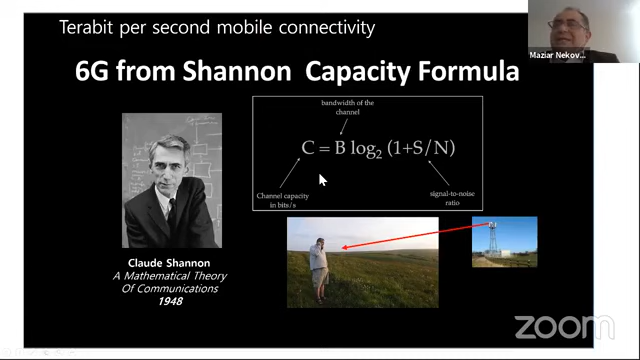 Terabit per second mobile connectivity
Maziar Nekov...
6G from Shannon Capacity Formula
bandwidth of the
channel
C = B log₂ (1+S/N)
Channel capacity
in bits/s
signal-to-noise
ratio
Claude Shannon
A Mathematical Theory
Of Communications
1948
zoom